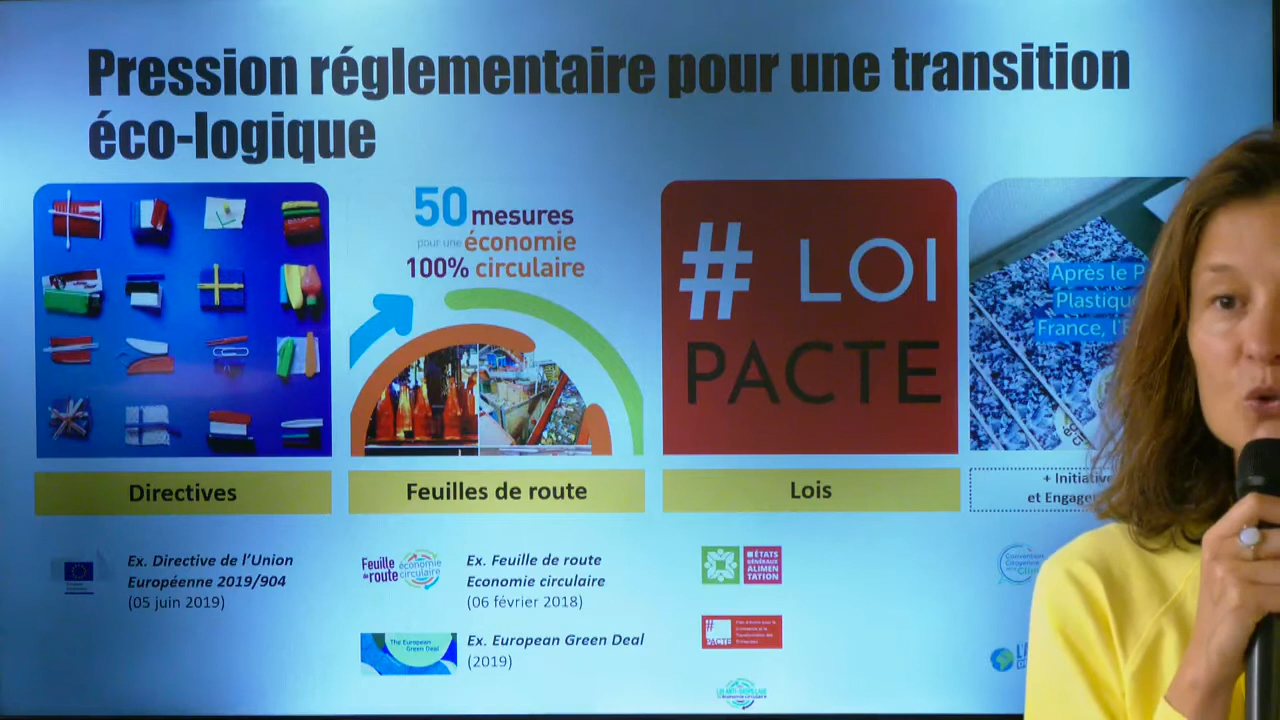 Pression réglementaire pour une transition
éco-logique
50 mesures
pour une économie
100% circulaire
# LOI
PACTE
Après le P
Plastique
France, l'E
Directives
Feuilles de route
Lois
+ Initiative
et Engage
Ex. Directive de l'Union
Européenne 2019/904
(05 juin 2019)
Feuille
de route
économie
circulaire
Ex. Feuille de route
Economie circulaire
(06 février 2018)
The European
Green Deal
Ex. European Green Deal
(2019)
ÉTATS
GÉNÉRAUX
ALIMEN
TATION
#
PACTE
Convention
Citoyenne